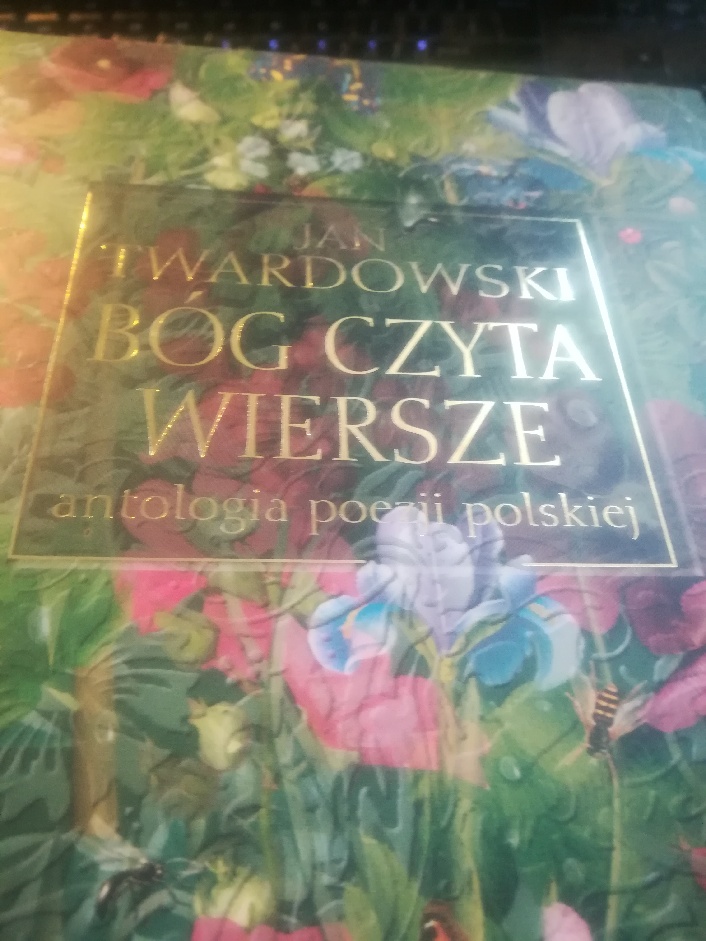 JAN
TWARDOWSKI
BÓG CZYTA
WIERSZE
antologia poezji polskiej